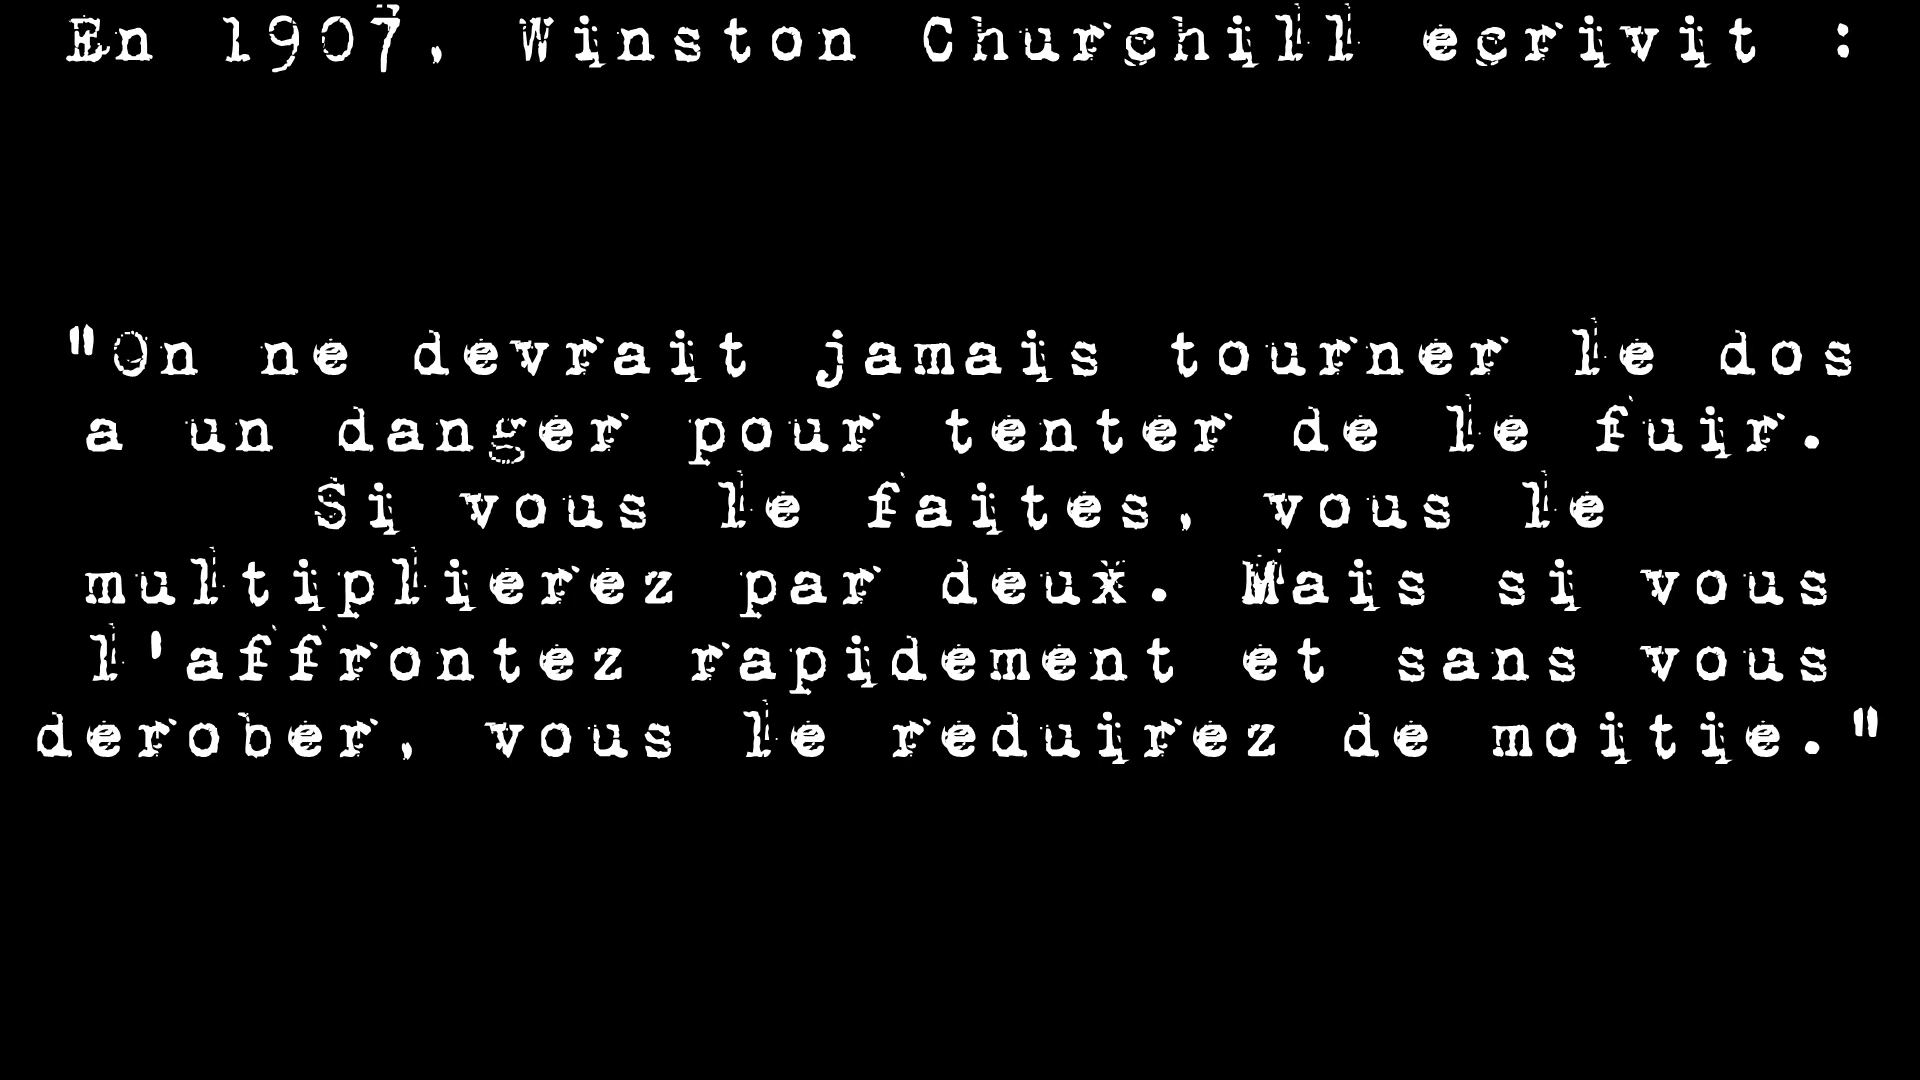 En 1907, Winston Churchill ecrivit :
"On ne devrait jamais tourner le dos
a un danger pour tenter de le fuir.
Si vous le faites, vous le
multiplierez par deux. Mais si vous
l'affrontez rapidement et sans vous
derober, vous le reduirez de moitie."